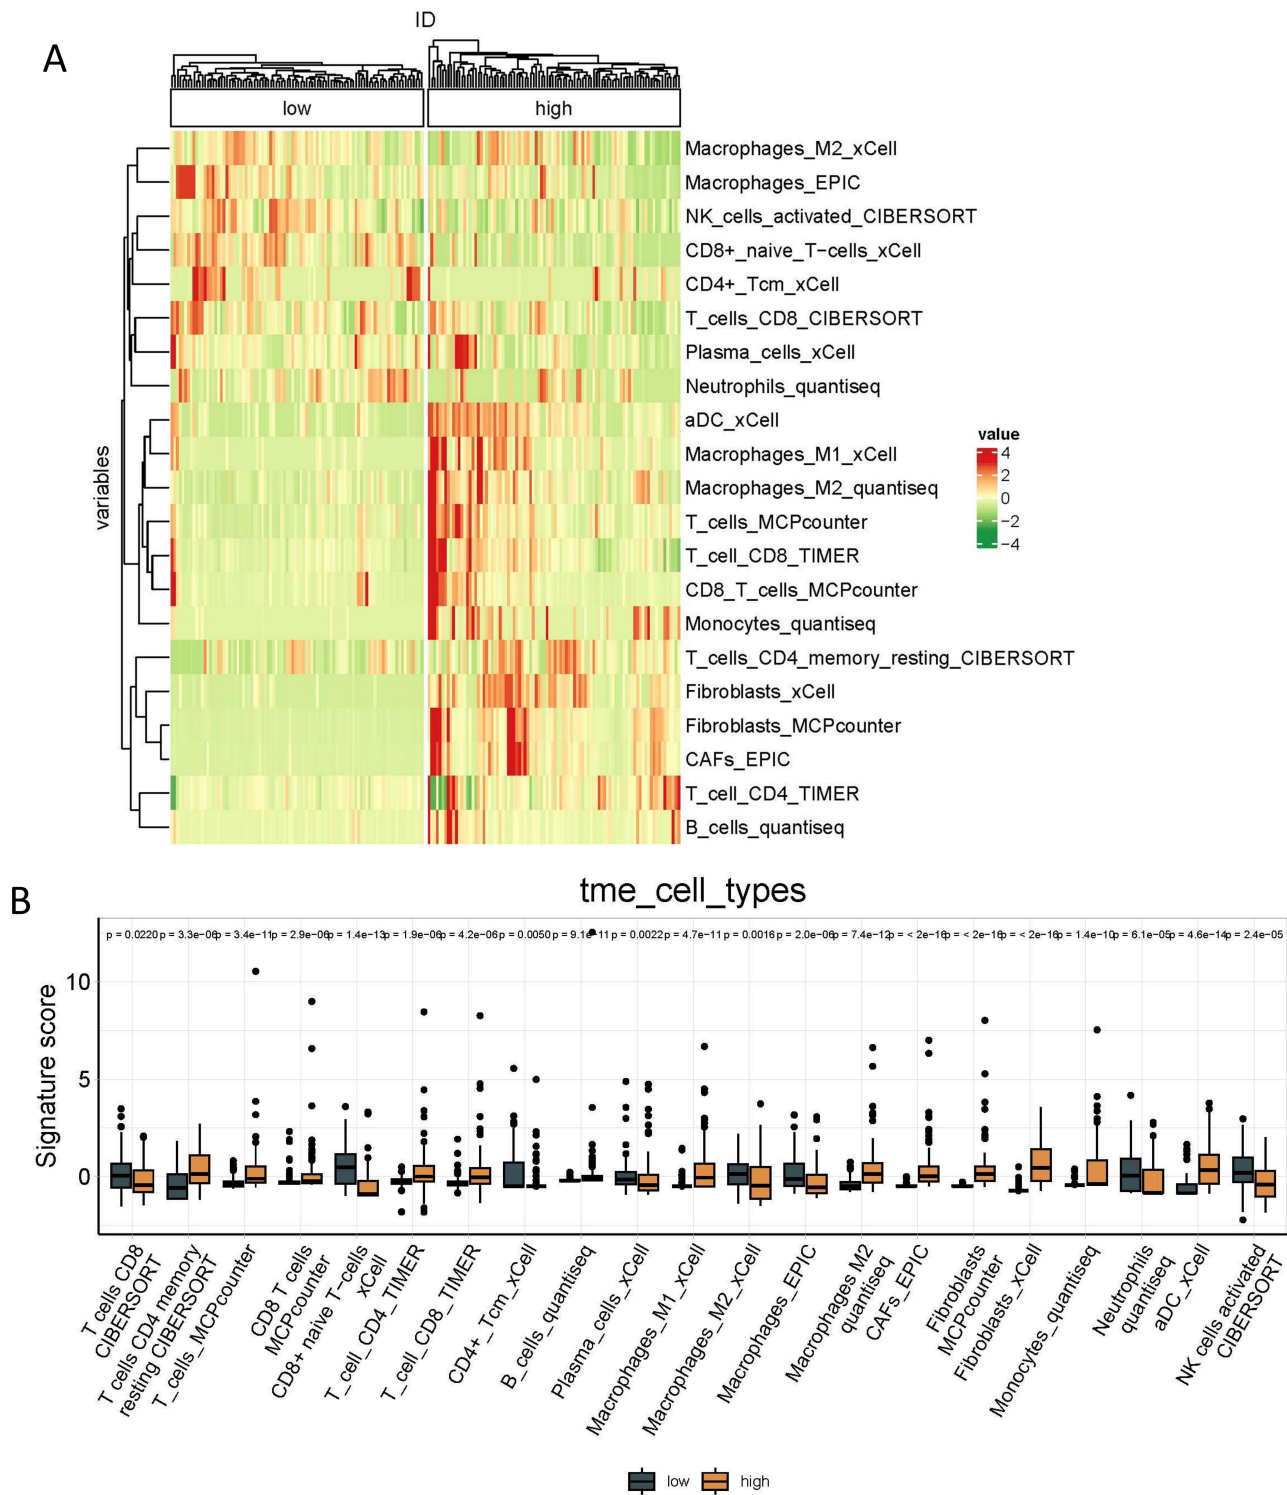 A
ID
low
high
variables
Macrophages_M2_xCell
Macrophages_EPIC
NK_cells_activated_CIBERSORT
CD8+_naive_T−cells_xCell
CD4+_Tcm_xCell
T_cells_CD8_CIBERSORT
Plasma_cells_xCell
Neutrophils_quantiseq
aDC_xCell
Macrophages_M1_xCell
Macrophages_M2_quantiseq
T_cells_MCPcounter
T_cell_CD8_TIMER
CD8_T_cells_MCPcounter
Monocytes_quantiseq
T_cells_CD4_memory_resting_CIBERSORT
Fibroblasts_xCell
Fibroblasts_MCPcounter
CAFs_EPIC
T_cell_CD4_TIMER
B_cells_quantiseq
value
4
2
0
−2
−4
B
tme_cell_types
p = 0.0220
p = 3.3e−06
p = 3.4e−11
p = 2.9e−06
p = 1.4e−13
p = 1.9e−06
p = 4.2e−06
p = 0.0050
p = 9.1e−11
p = 0.0022
p = 4.7e−11
p = 0.0016
p = 2.0e−06
p = 7.4e−12
p = < 2e−16
p = < 2e−16
p = < 2e−16
p = 1.4e−10
p = 6.1e−05
p = 4.6e−14
p = 2.4e−05
Signature score
10
5
0
T cells CD8
CIBERSORT
T cells CD4 memory
resting CIBERSORT
T_cells_MCPcounter
CD8 T cells
MCPcounter
CD8+ naive T−cells
xCell
T_cell_CD4_TIMER
T_cell_CD8_TIMER
CD4+_Tcm_xCell
B_cells_quantiseq
Plasma_cells_xCell
Macrophages_M1_xCell
Macrophages_M2_xCell
Macrophages_EPIC
Macrophages M2
quantiseq
CAFs_EPIC
Fibroblasts
MCPcounter
Fibroblasts_xCell
Monocytes_quantiseq
Neutrophils
quantiseq
aDC_xCell
NK cells activated
CIBERSORT
low
high